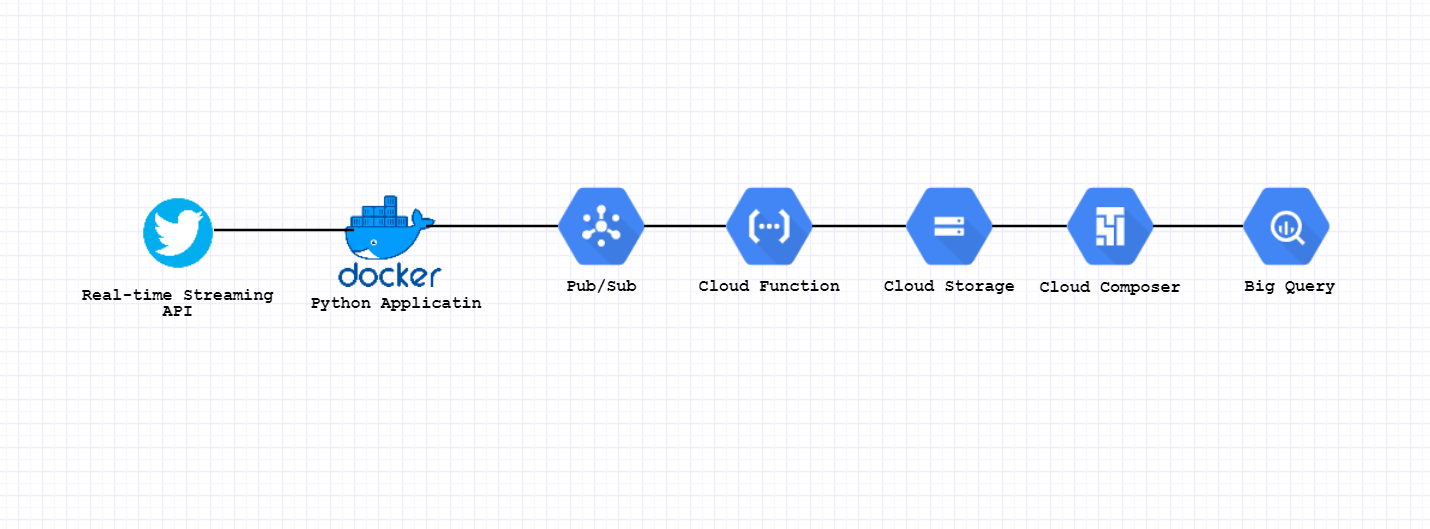 docker
Real-time Streaming
API
Python Applicatin
Pub/Sub
Cloud Function
Cloud Storage
Cloud Composer
Big Query